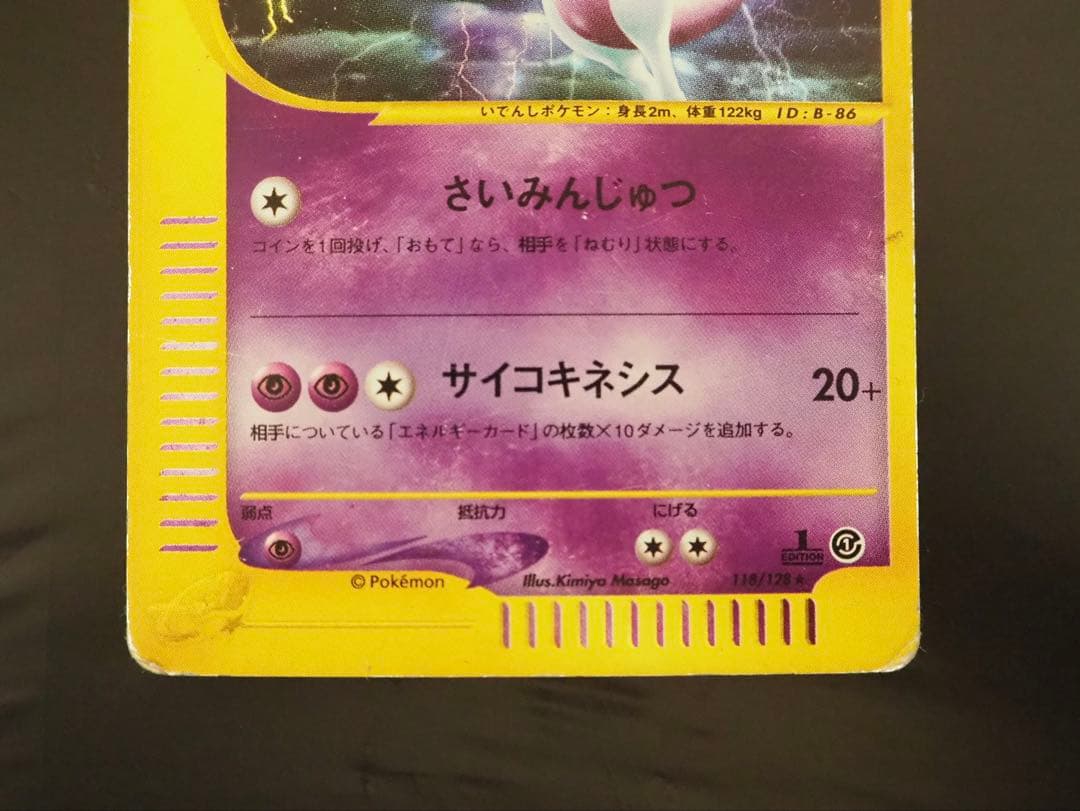 いでんしポケモン：身長2m、体重122kg ID:B-86
さいみんじゅつ
コインを1回投げ、「おもて」なら、相手を「ねむり」状態にする。
サイコキネシス 20+
相手についている「エネルギーカード」の枚数×10ダメージを追加する。
弱点 抵抗力 にげる
1
EDITION
1
©Pokémon Illus.Kimiya Masago 118/128★